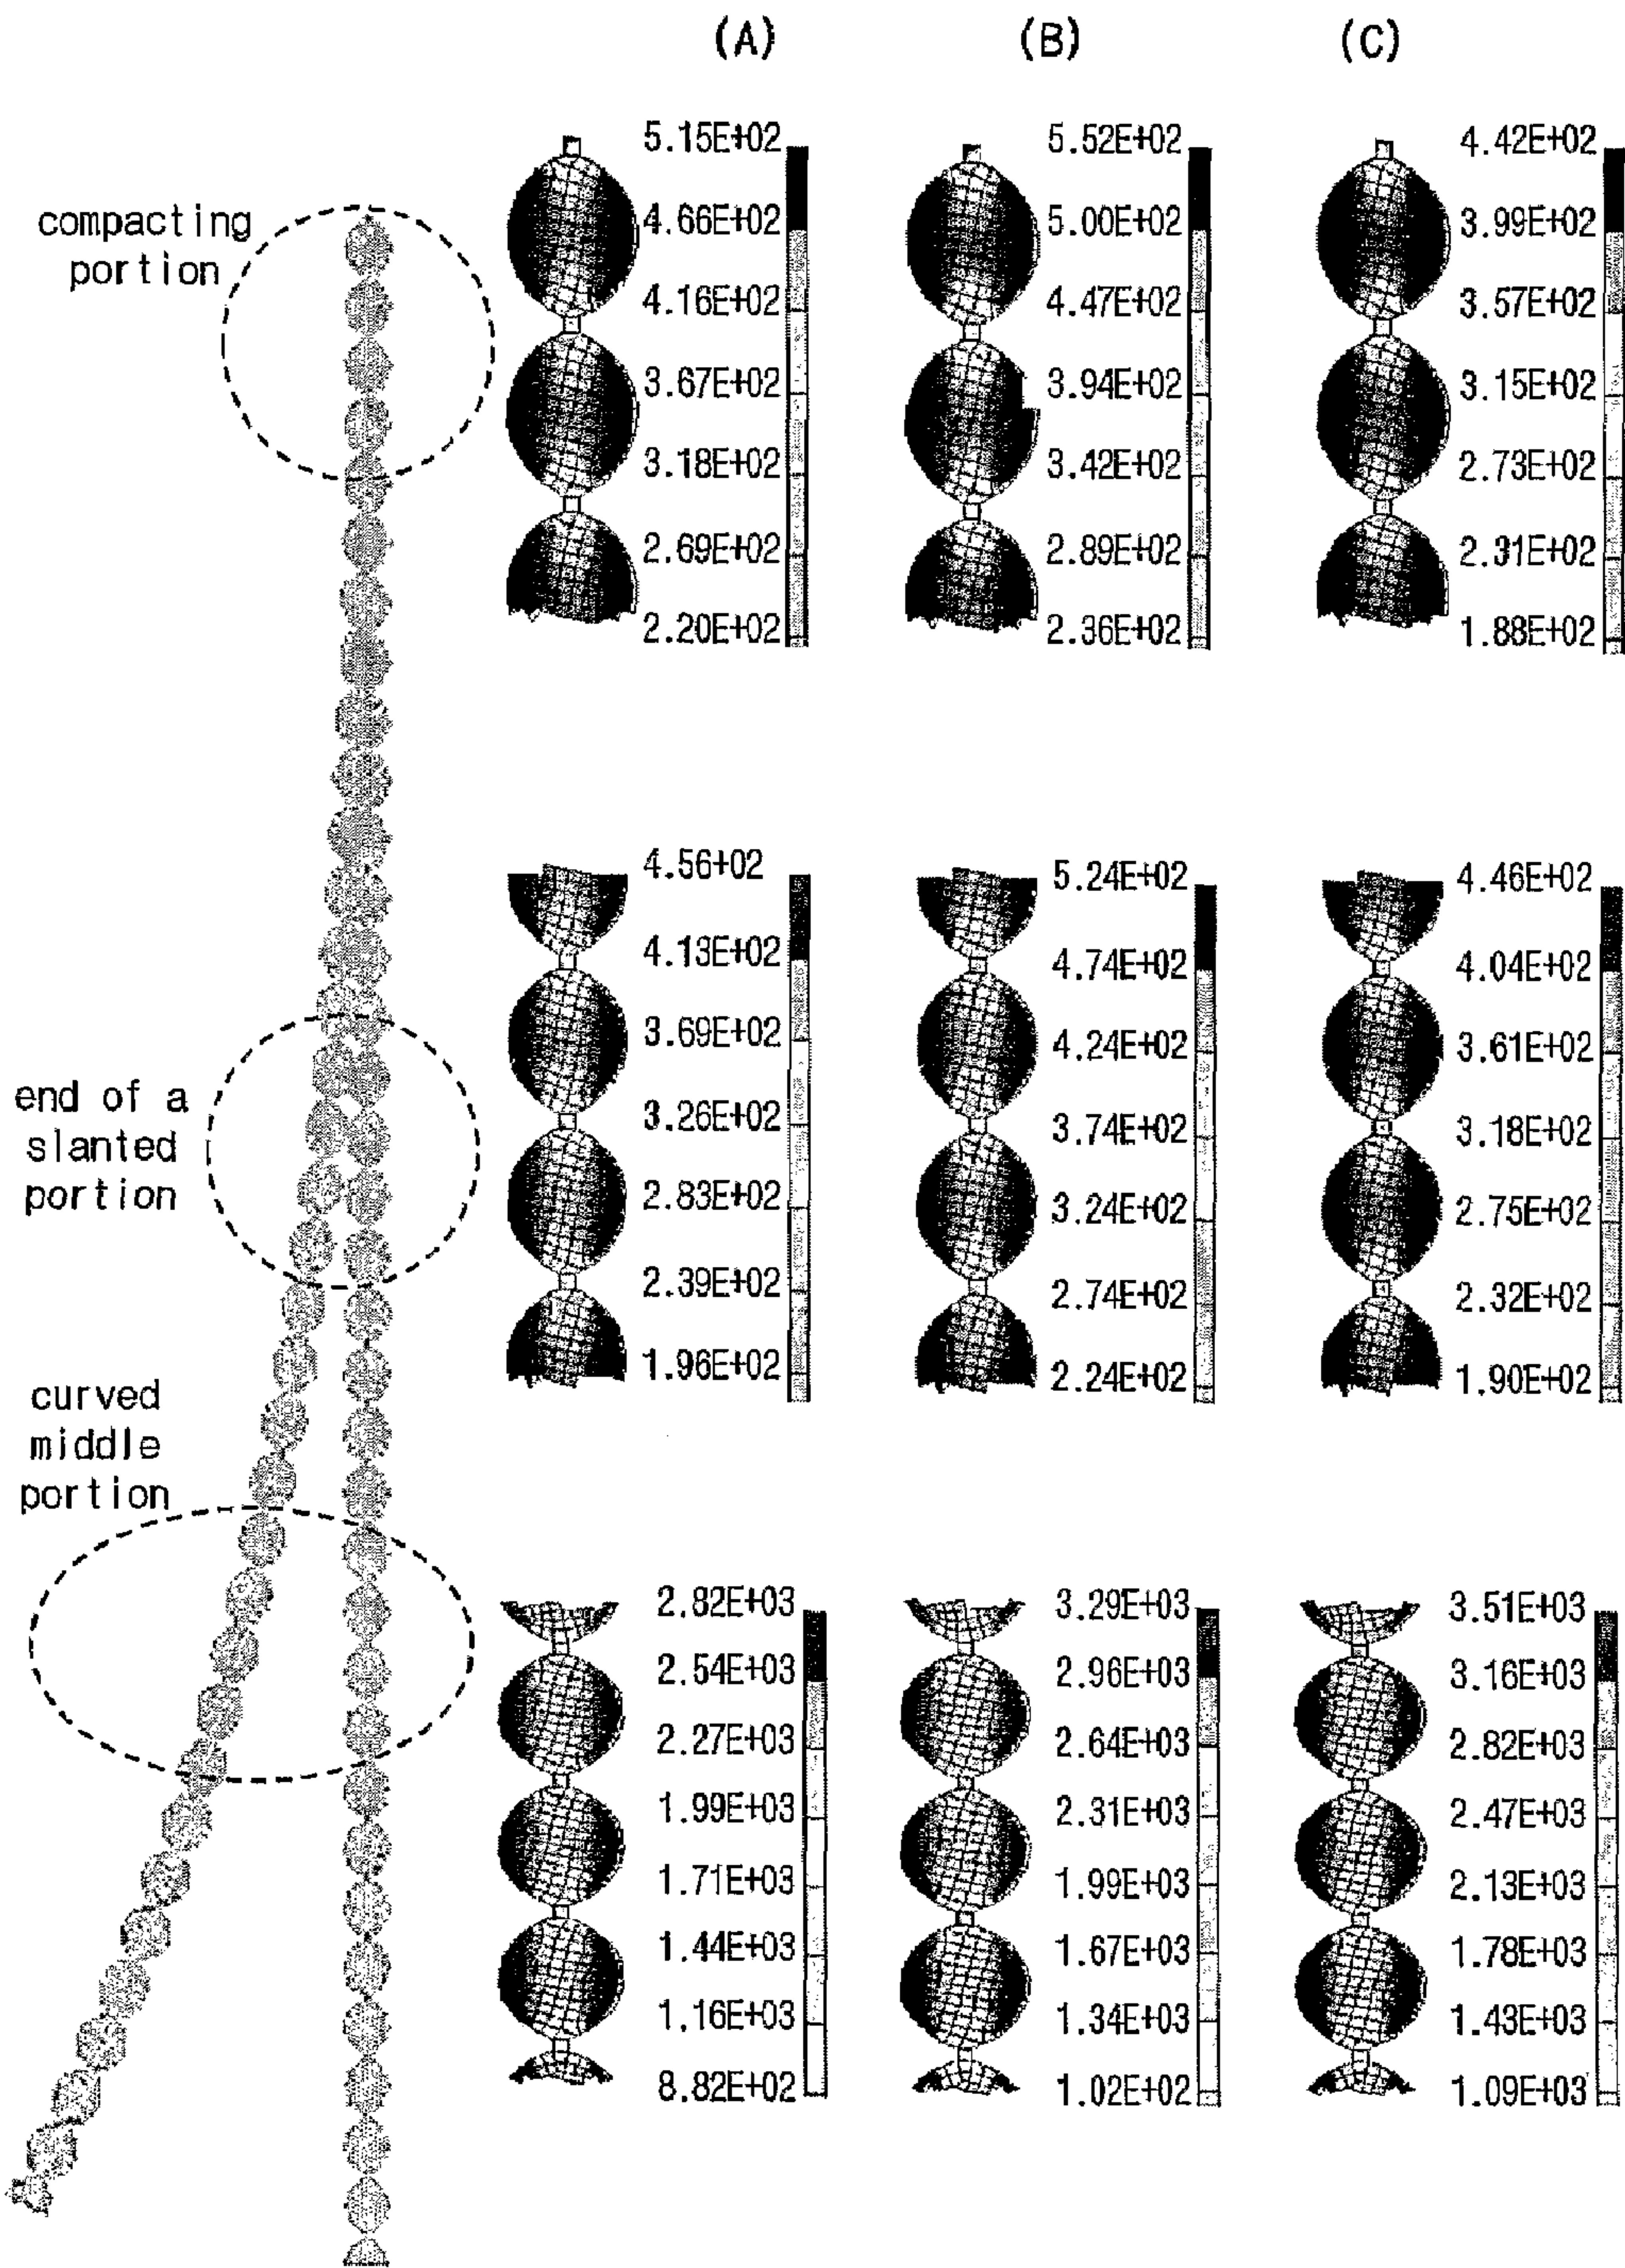 (A)
(B)
(C)
compacting
portion
5.15E+02
4.66E+02
4.16E+02
3.67E+02
3.18E+02
2.69E+02
2.20E+02
5.52E+02
5.00E+02
4.47E+02
3.94E+02
3.42E+02
2.89E+02
2.36E+02
4.42E+02
3.99E+02
3.57E+02
3.15E+02
2.73E+02
2.31E+02
1.88E+02
end of a
slanted
portion
4.56+02
4.13E+02
3.69E+02
3.26E+02
2.83E+02
2.39E+02
1.96E+02
5.24E+02
4.74E+02
4.24E+02
3.74E+02
3.24E+02
2.74E+02
2.24E+02
4.46E+02
4.04E+02
3.61E+02
3.18E+02
2.75E+02
2.32E+02
1.90E+02
curved
middle
portion
2.82E+03
2.54E+03
2.27E+03
1.99E+03
1.71E+03
1.44E+03
1.16E+03
8.82E+02
3.29E+03
2.96E+03
2.64E+03
2.31E+03
1.99E+03
1.67E+03
1.34E+03
1.02E+02
3.51E+03
3.16E+03
2.82E+03
2.47E+03
2.13E+03
1.78E+03
1.43E+03
1.09E+03